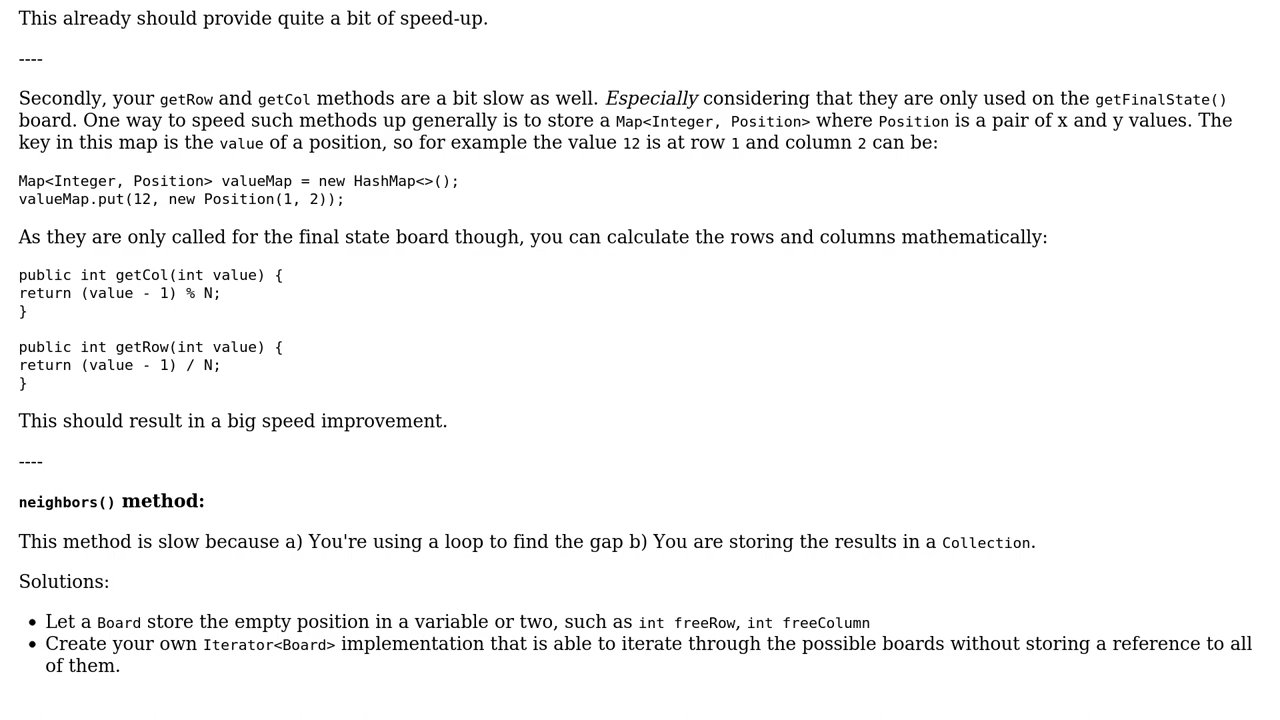 This already should provide quite a bit of speed-up.
----
Secondly, your getRow and getCol methods are a bit slow as well. Especially considering that they are only used on the getFinalState()
board. One way to speed such methods up generally is to store a Map<Integer, Position> where Position is a pair of x and y values. The
key in this map is the value of a position, so for example the value 12 is at row 1 and column 2 can be:
Map<Integer, Position> valueMap = new HashMap<>();
valueMap.put(12, new Position(1, 2));
As they are only called for the final state board though, you can calculate the rows and columns mathematically:
public int getCol(int value) {
return (value - 1) % N;
}
public int getRow(int value) {
return (value - 1) / N;
}
This should result in a big speed improvement.
----
neighbors() method:
This method is slow because a) You're using a loop to find the gap b) You are storing the results in a Collection.
Solutions:
• Let a Board store the empty position in a variable or two, such as int freeRow, int freeColumn
• Create your own Iterator<Board> implementation that is able to iterate through the possible boards without storing a reference to all
of them.